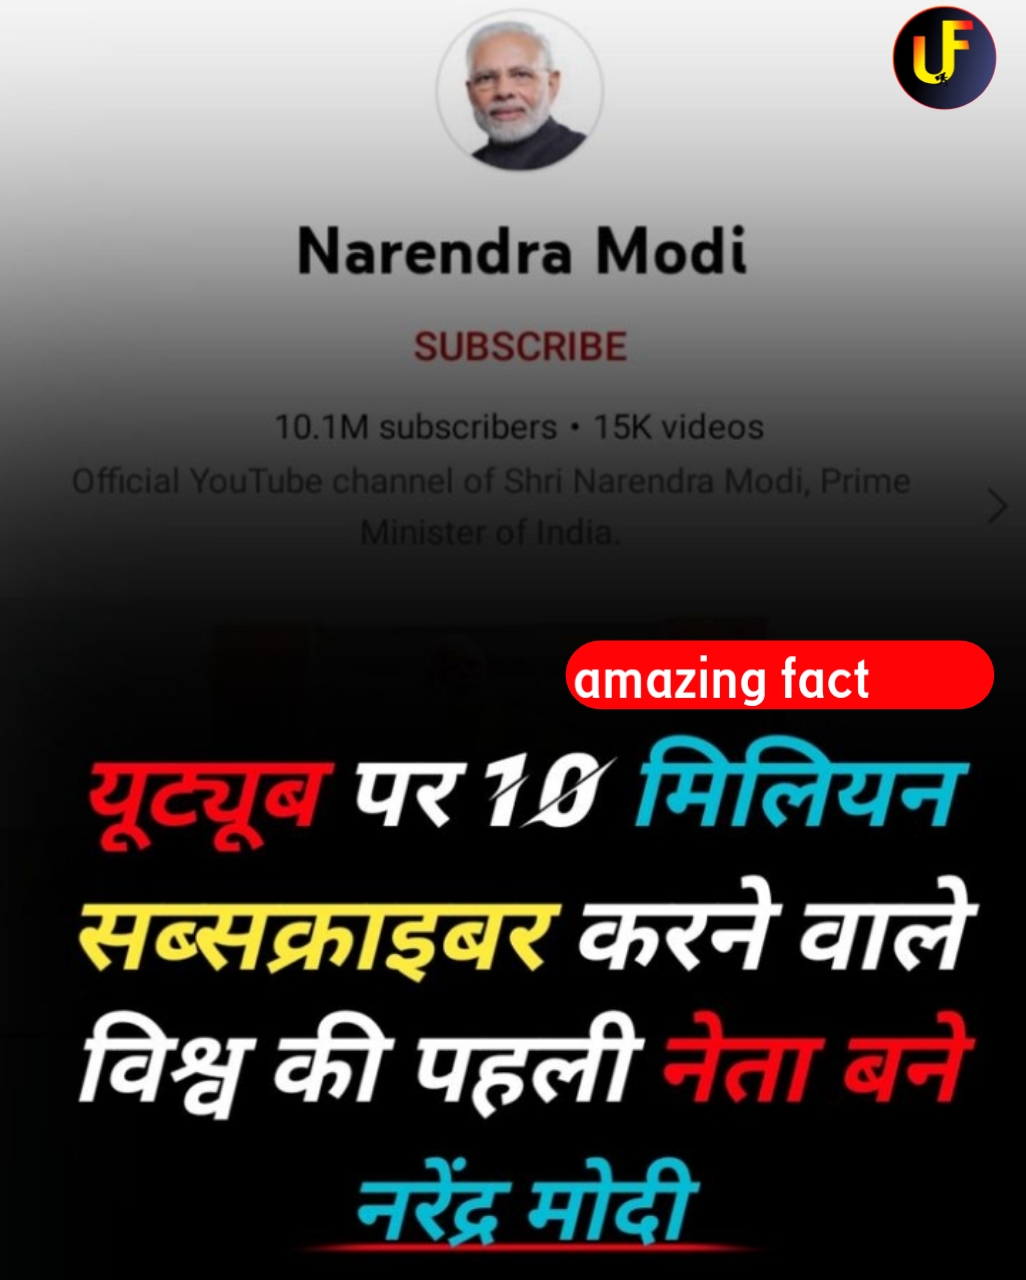 UF
Narendra Modi
SUBSCRIBE
10.1M subscribers • 15K videos
Official YouTube channel of Shri Narendra Modi, Prime
Minister of India.
amazing fact
यूट्यूब पर 10 मिलियन
सब्सक्राइबर करने वाले
विश्व की पहली नेता बने
नरेंद्र मोदी